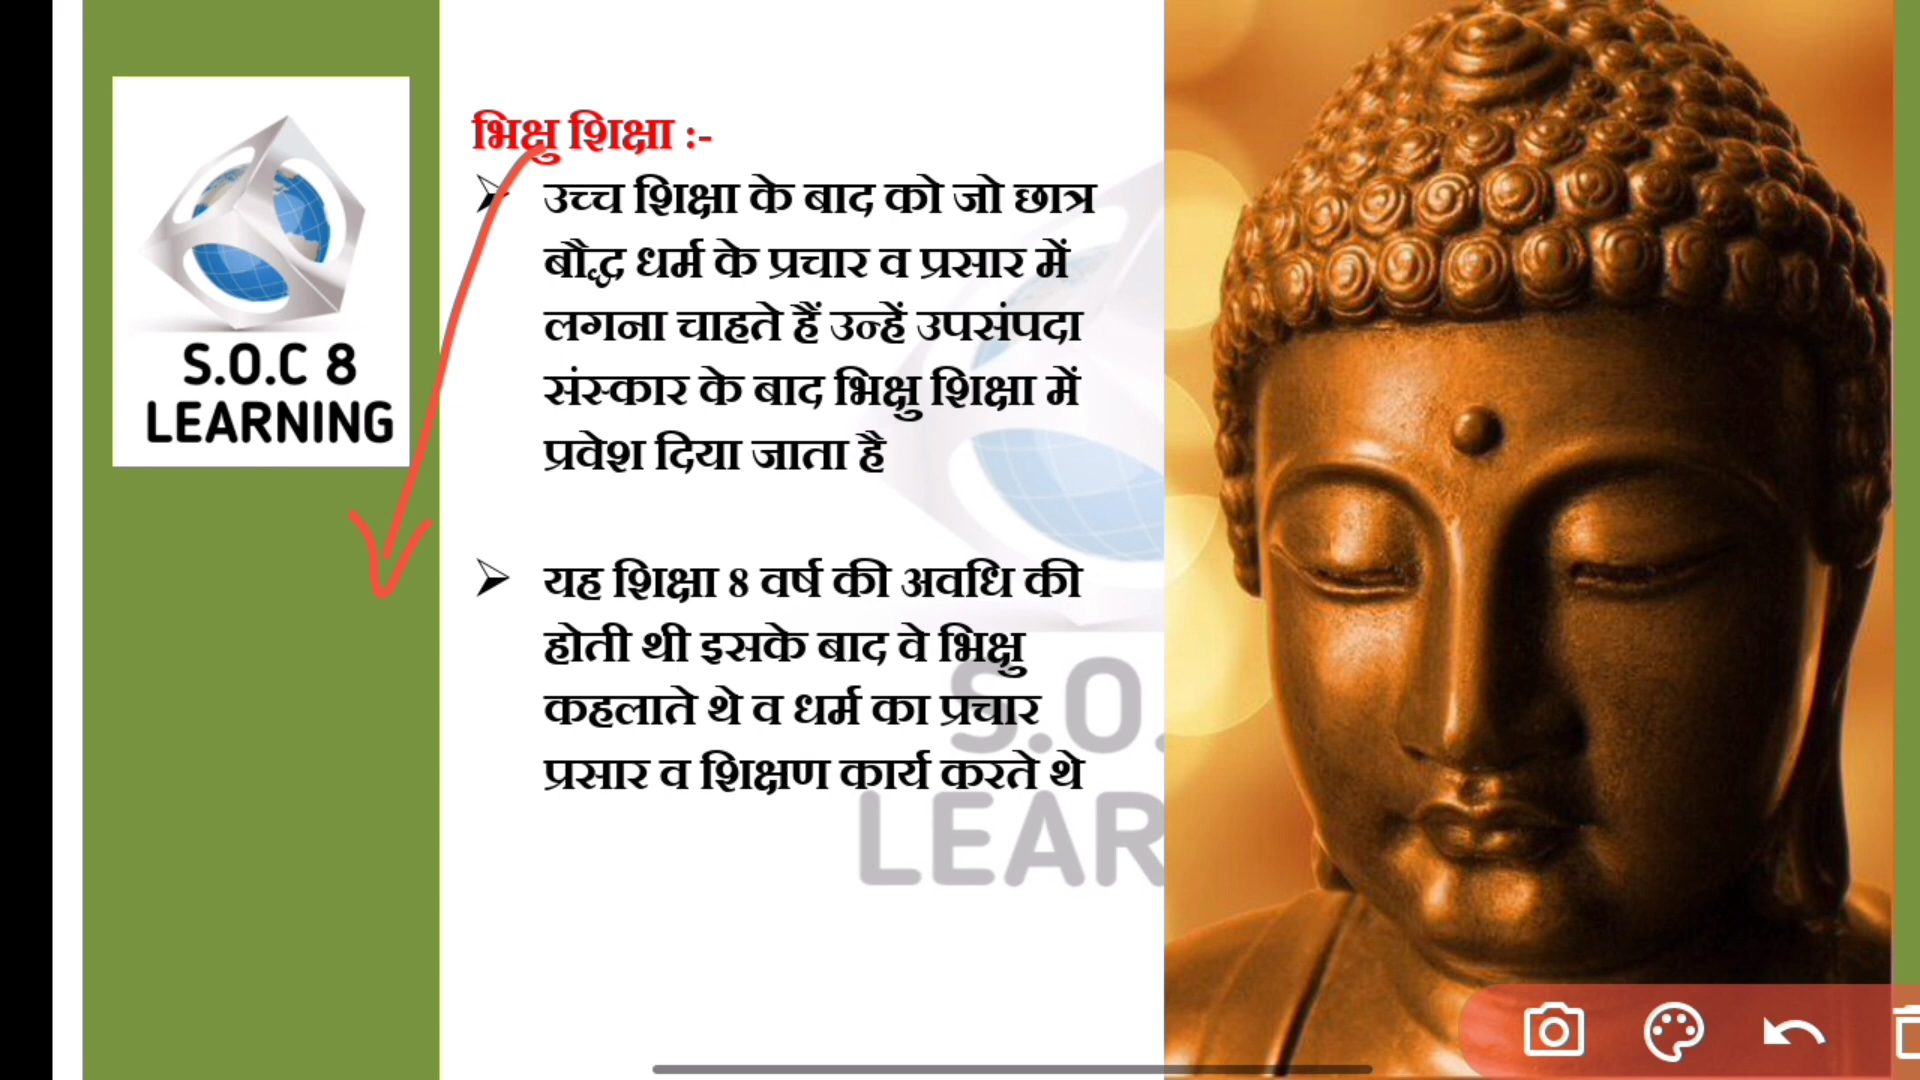 S.O.C 8
LEARNING
भिक्षु शिक्षा :-
उच्च शिक्षा के बाद को जो छात्र
बौद्ध धर्म के प्रचार व प्रसार में
लगना चाहते हैं उन्हें उपसंपदा
संस्कार के बाद भिक्षु शिक्षा में
प्रवेश दिया जाता है
यह शिक्षा 8 वर्ष की अवधि की
होती थी इसके बाद वे भिक्षु
कहलाते थे व धर्म का प्रचार
प्रसार व शिक्षण कार्य करते थे
S.O.
LEAR